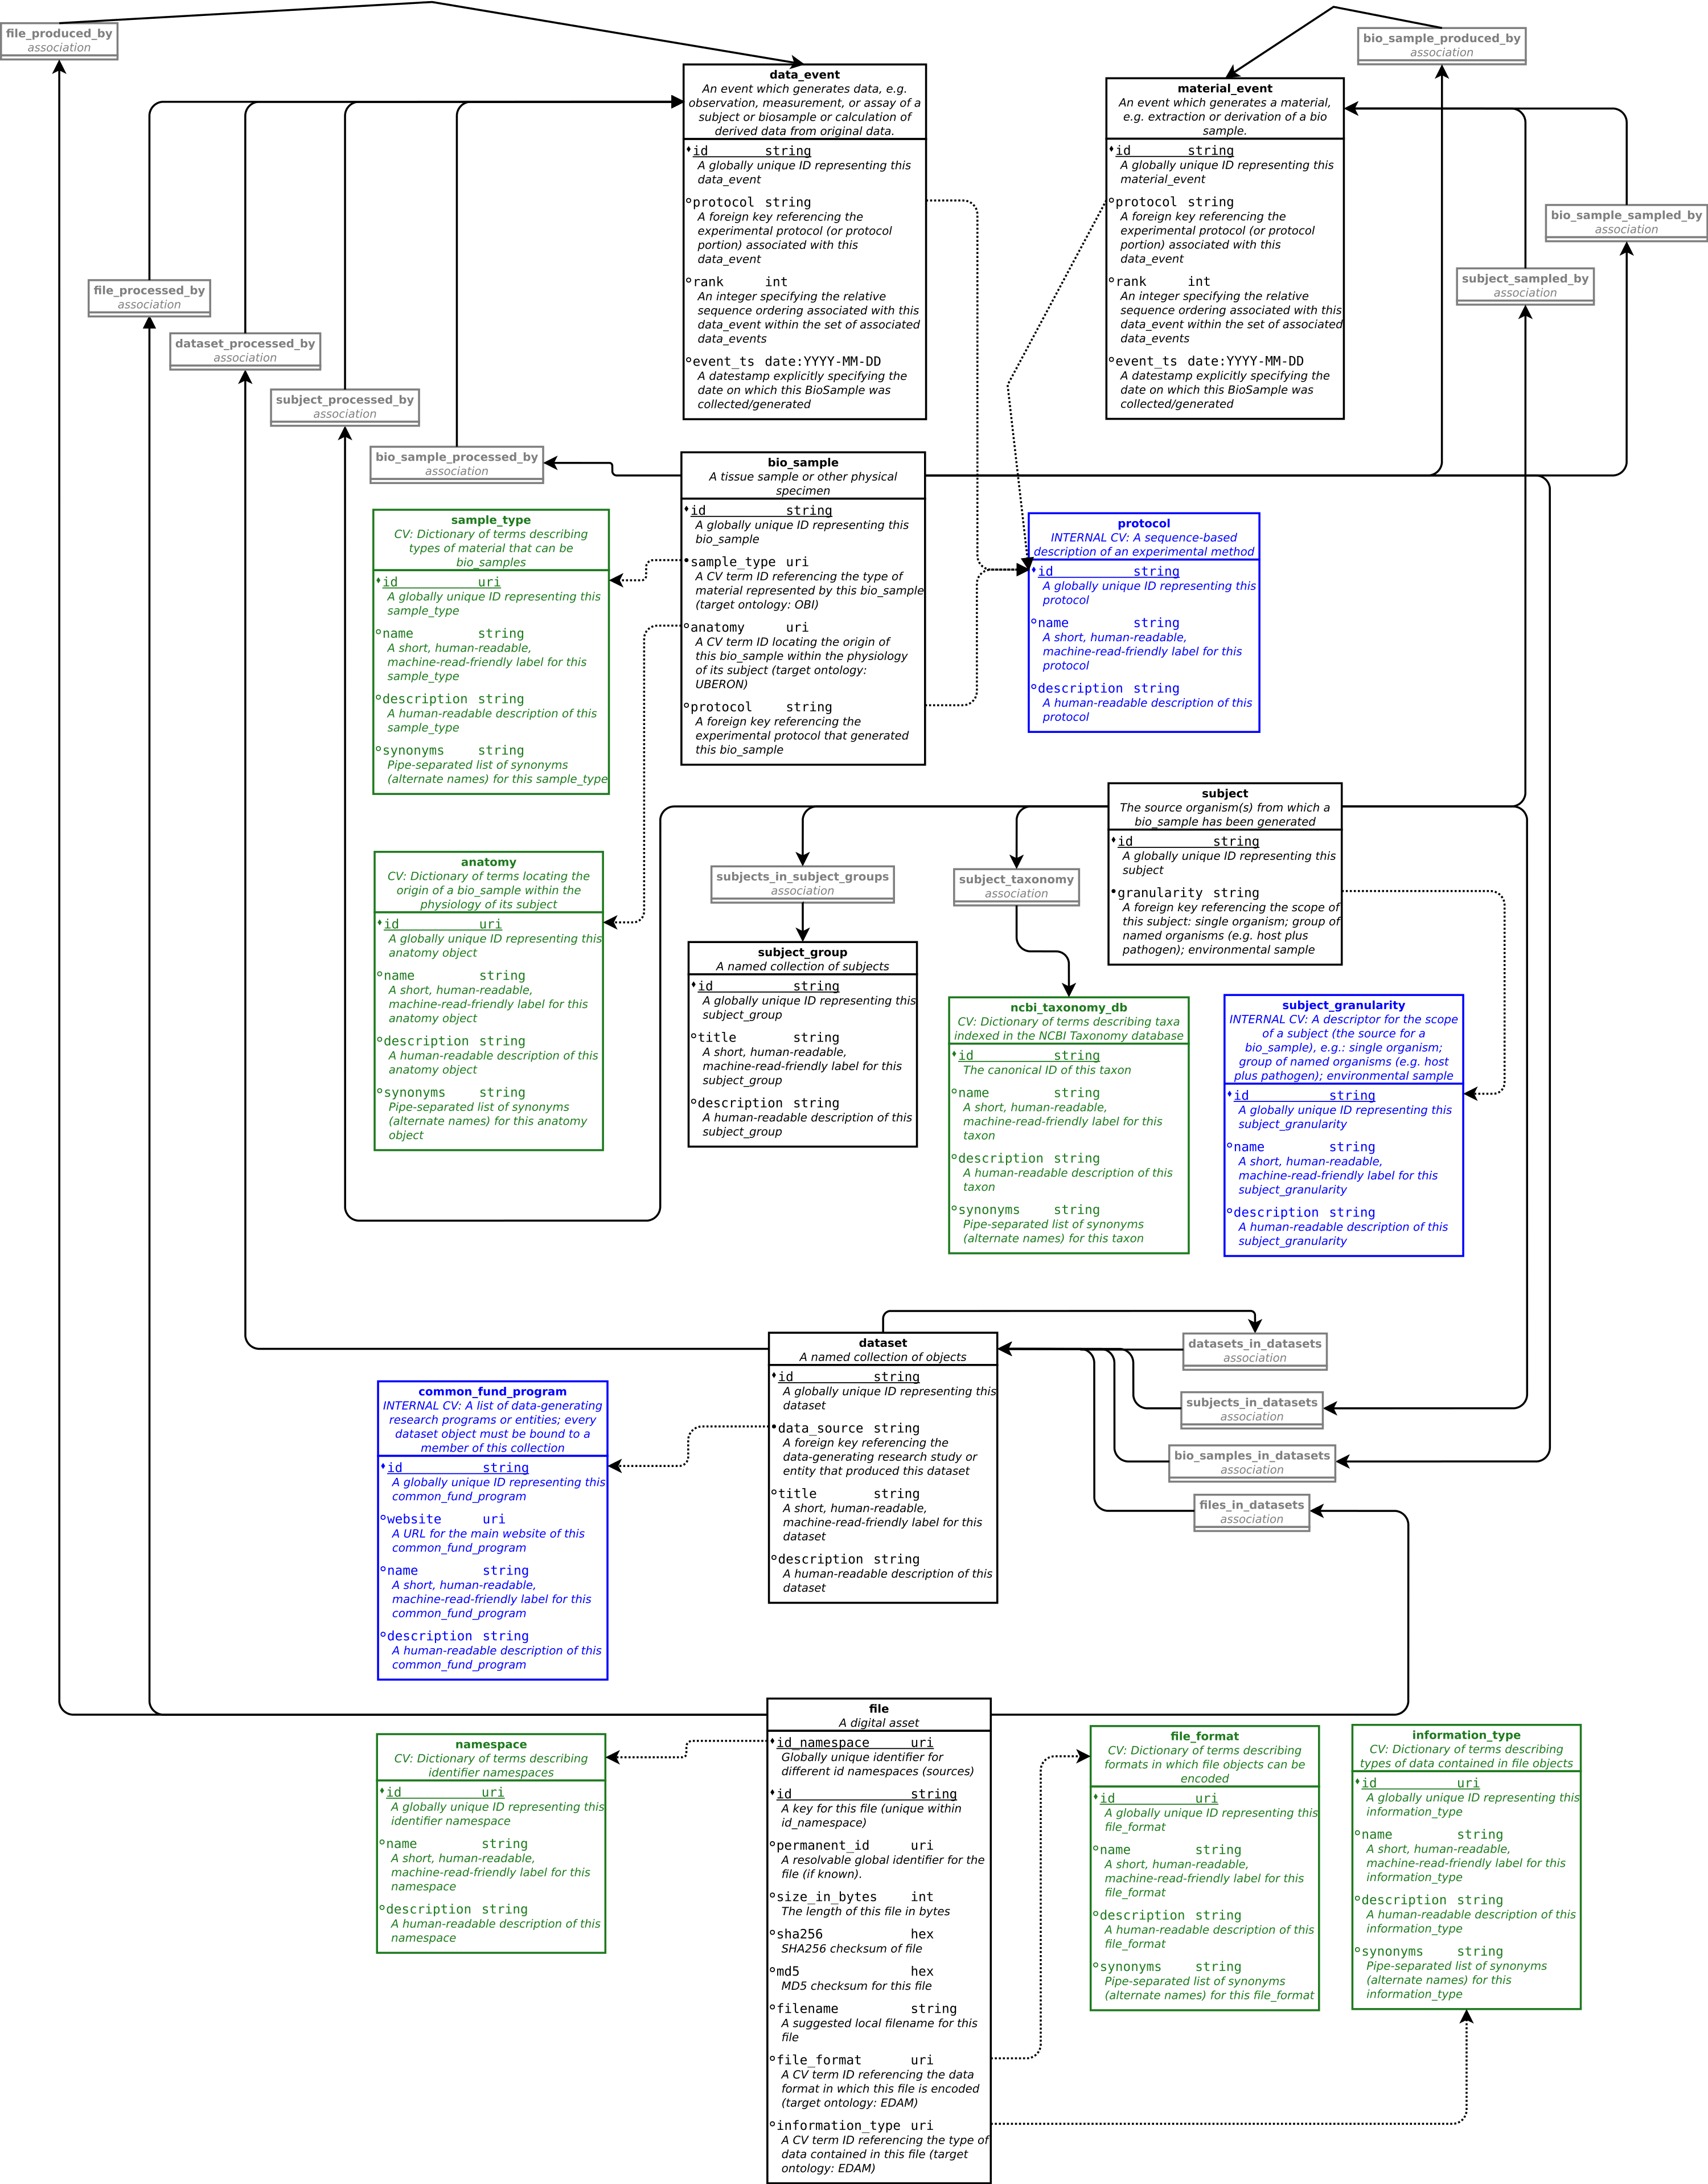 file_produced_by
association
bio_sample_produced_by
association
data_event
An event which generates data, e.g.
observation, measurement, or assay of a
subject or biosample or calculation of
derived data from original data.
id string
A globally unique ID representing this
data_event
protocol string
A foreign key referencing the
experimental protocol (or protocol
portion) associated with this
data_event
rank int
An integer specifying the relative
sequence ordering associated with this
data_event within the set of associated
data_events
event_ts date:YYYY-MM-DD
A datestamp explicitly specifying the
date on which this BioSample was
collected/generated
material_event
An event which generates a material,
e.g. extraction or derivation of a bio
sample.
id string
A globally unique ID representing this
material_event
protocol string
A foreign key referencing the
experimental protocol (or protocol
portion) associated with this
data_event
rank int
An integer specifying the relative
sequence ordering associated with this
data_event within the set of associated
data_events
event_ts date:YYYY-MM-DD
A datestamp explicitly specifying the
date on which this BioSample was
collected/generated
bio_sample_sampled_by
association
subject_sampled_by
association
file_processed_by
association
dataset_processed_by
association
subject_processed_by
association
bio_sample_processed_by
association
bio_sample
A tissue sample or other physical
specimen
id string
A globally unique ID representing this
bio_sample
sample_type uri
A CV term ID referencing the type of
material represented by this bio_sample
(target ontology: OBI)
anatomy uri
A CV term ID locating the origin of
this bio_sample within the physiology
of its subject (target ontology:
UBERON)
protocol string
A foreign key referencing the
experimental protocol that generated
this bio_sample
sample_type
CV: Dictionary of terms describing
types of material that can be
bio_samples
id uri
A globally unique ID representing this
sample_type
name string
A short, human-readable,
machine-read-friendly label for this
sample_type
description string
A human-readable description of this
sample_type
synonyms string
Pipe-separated list of synonyms
(alternate names) for this sample_type
protocol
INTERNAL CV: A sequence-based
description of an experimental method
id string
A globally unique ID representing this
protocol
name string
A short, human-readable,
machine-read-friendly label for this
protocol
description string
A human-readable description of this
protocol
subject
The source organism(s) from which a
bio_sample has been generated
id string
A globally unique ID representing this
subject
granularity string
A foreign key referencing the scope of
this subject: single organism; group of
named organisms (e.g. host plus
pathogen); environmental sample
anatomy
CV: Dictionary of terms locating the
origin of a bio_sample within the
physiology of its subject
id uri
A globally unique ID representing this
anatomy object
name string
A short, human-readable,
machine-read-friendly label for this
anatomy object
description string
A human-readable description of this
anatomy object
synonyms string
Pipe-separated list of synonyms
(alternate names) for this anatomy
object
subjects_in_subject_groups
association
subject_taxonomy
association
subject_group
A named collection of subjects
id string
A globally unique ID representing this
subject_group
title string
A short, human-readable,
machine-read-friendly label for this
subject_group
description string
A human-readable description of this
subject_group
ncbi_taxonomy_db
CV: Dictionary of terms describing taxa
indexed in the NCBI Taxonomy database
id string
The canonical ID of this taxon
name string
A short, human-readable,
machine-read-friendly label for this
taxon
description string
A human-readable description of this
taxon
synonyms string
Pipe-separated list of synonyms
(alternate names) for this taxon
subject_granularity
INTERNAL CV: A descriptor for the scope
of a subject (the source for a
bio_sample), e.g.: single organism;
group of named organisms (e.g. host
plus pathogen); environmental sample
id string
A globally unique ID representing this
subject_granularity
name string
A short, human-readable,
machine-read-friendly label for this
subject_granularity
description string
A human-readable description of this
subject_granularity
dataset
A named collection of objects
id string
A globally unique ID representing this
dataset
data_source string
A foreign key referencing the
data-generating research study or
entity that produced this dataset
title string
A short, human-readable,
machine-read-friendly label for this
dataset
description string
A human-readable description of this
dataset
datasets_in_datasets
association
subjects_in_datasets
association
bio_samples_in_datasets
association
files_in_datasets
association
common_fund_program
INTERNAL CV: A list of data-generating
research programs or entities; every
dataset object must be bound to a
member of this collection
id string
A globally unique ID representing this
common_fund_program
website uri
A URL for the main website of this
common_fund_program
name string
A short, human-readable,
machine-read-friendly label for this
common_fund_program
description string
A human-readable description of this
common_fund_program
file
A digital asset
id_namespace uri
Globally unique identifier for
different id namespaces (sources)
id string
A key for this file (unique within
id_namespace)
permanent_id uri
A resolvable global identifier for the
file (if known).
size_in_bytes int
The length of this file in bytes
sha256 hex
SHA256 checksum of file
md5 hex
MD5 checksum for this file
filename string
A suggested local filename for this
file
file_format uri
A CV term ID referencing the data
format in which this file is encoded
(target ontology: EDAM)
information_type uri
A CV term ID referencing the type of
data contained in this file (target
ontology: EDAM)
namespace
CV: Dictionary of terms describing
identifier namespaces
id uri
A globally unique ID representing this
identifier namespace
name string
A short, human-readable,
machine-read-friendly label for this
namespace
description string
A human-readable description of this
namespace
file_format
CV: Dictionary of terms describing
formats in which file objects can be
encoded
id uri
A globally unique ID representing this
file_format
name string
A short, human-readable,
machine-read-friendly label for this
file_format
description string
A human-readable description of this
file_format
synonyms string
Pipe-separated list of synonyms
(alternate names) for this file_format
information_type
CV: Dictionary of terms describing
types of data contained in file objects
id uri
A globally unique ID representing this
information_type
name string
A short, human-readable,
machine-read-friendly label for this
information_type
description string
A human-readable description of this
information_type
synonyms string
Pipe-separated list of synonyms
(alternate names) for this
information_type